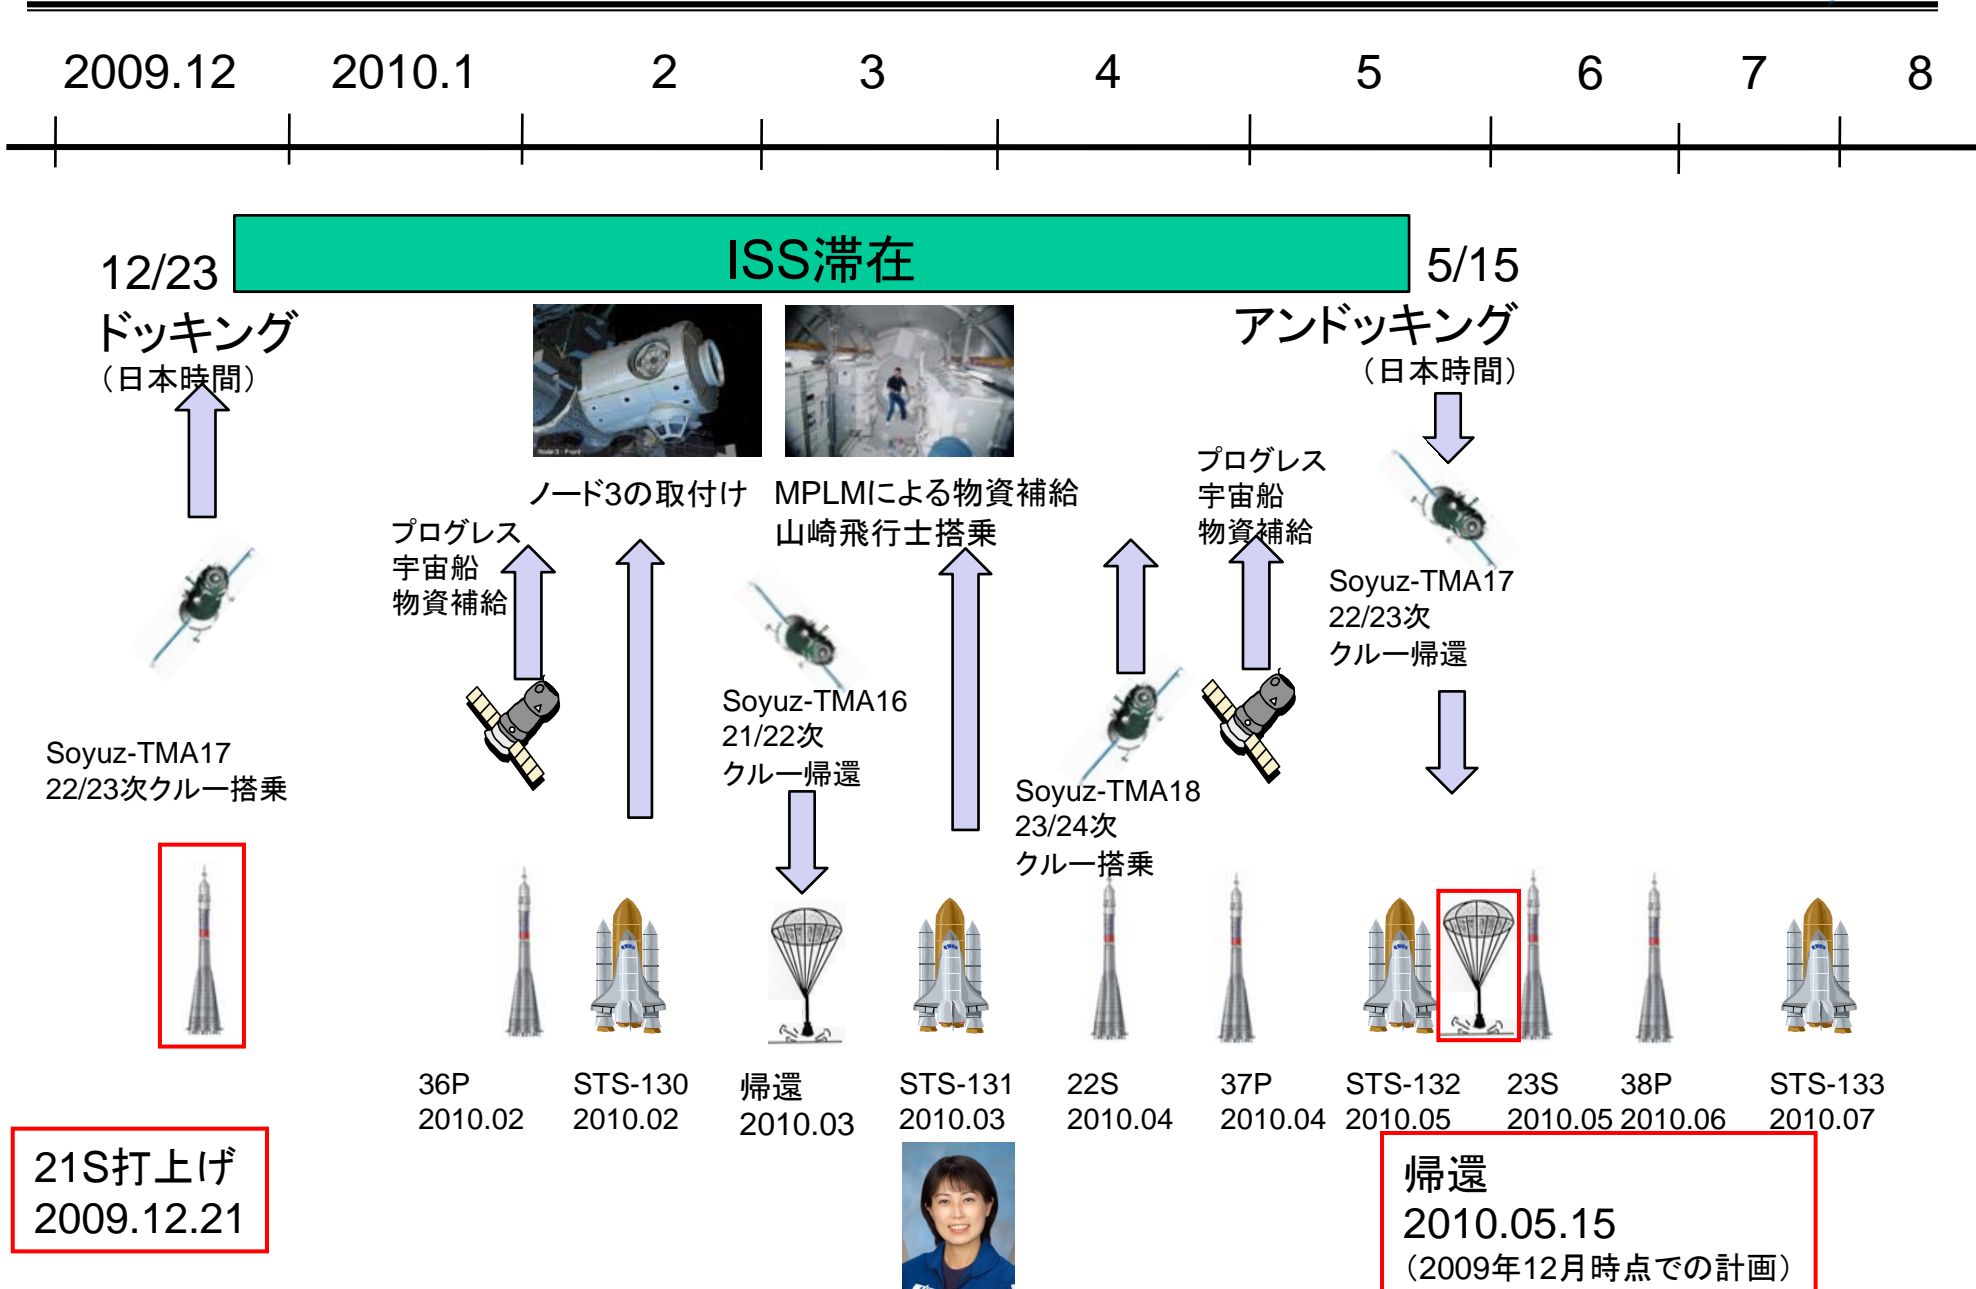 2009.12
2010.1
2
3
4
5
6
7
8
ISS滞在
12/23
ドッキング
（日本時間）
5/15
アンドッキング
（日本時間）
ノード3の取付け
MPLMによる物資補給
山崎飛行士搭乗
プログレス
宇宙船
物資補給
プログレス
宇宙船
物資補給
Soyuz-TMA17
22/23次
クルー帰還
Soyuz-TMA16
21/22次
クルー帰還
Soyuz-TMA17
22/23次クルー搭乗
Soyuz-TMA18
23/24次
クルー搭乗
36P
2010.02
STS-130
2010.02
帰還
2010.03
STS-131
2010.03
22S
2010.04
37P
2010.04
STS-132
2010.05
23S
2010.05
38P
2010.06
STS-133
2010.07
21S打上げ
2009.12.21
帰還
2010.05.15
（2009年12月時点での計画）